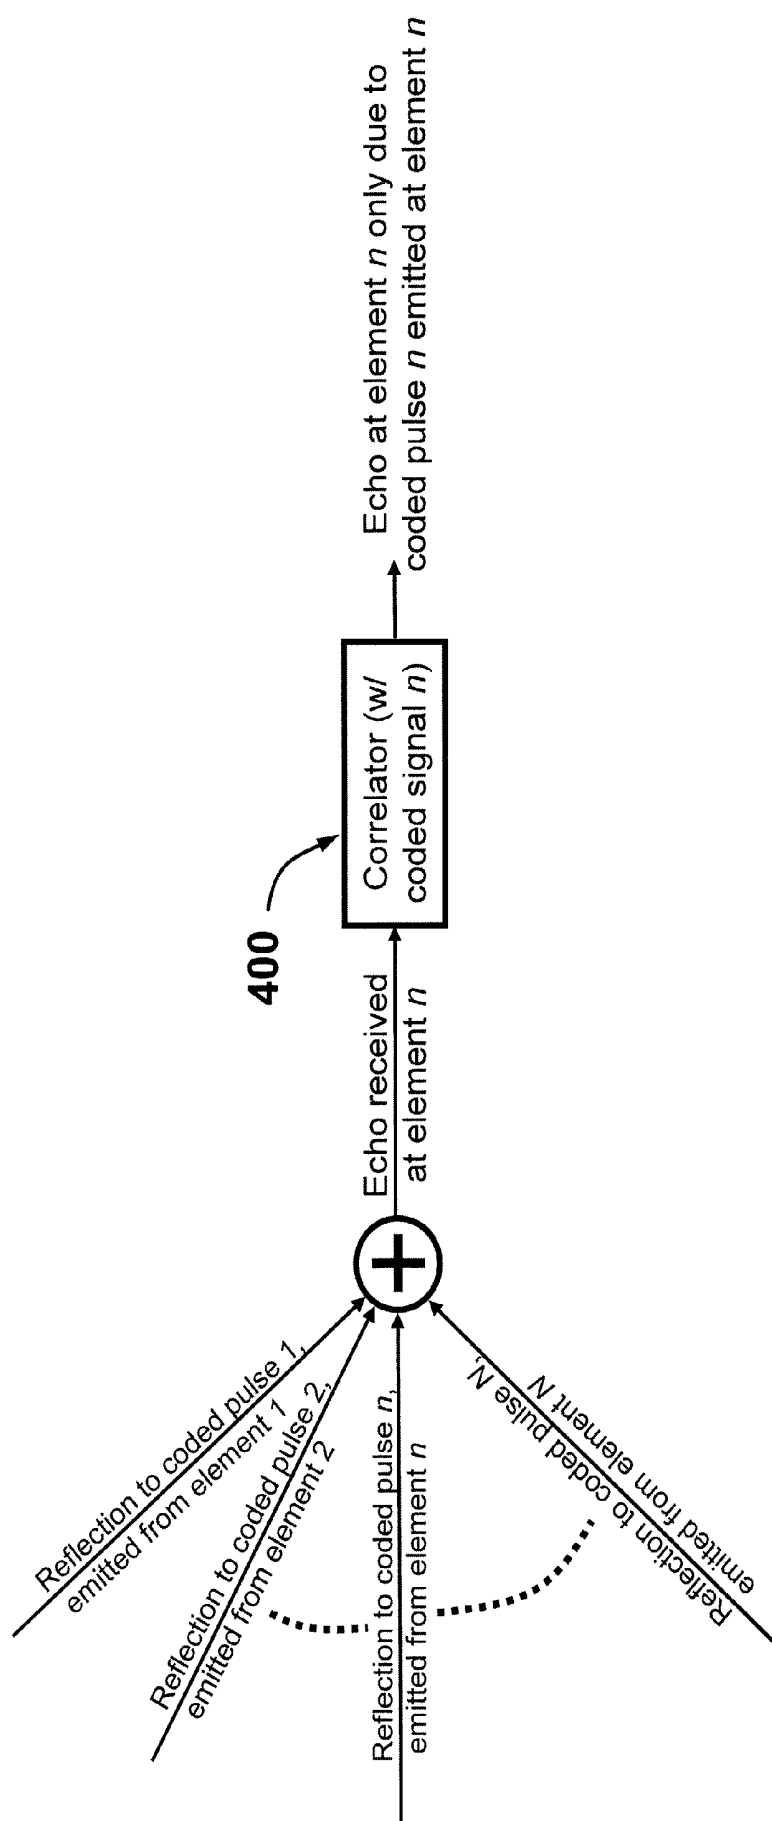 Reflection to coded pulse 1,
emitted from element 1
Reflection to coded pulse 2,
emitted from element 2
Reflection to coded pulse n,
emitted from element n
Reflection to coded pulse N,
emitted from element N
+
Echo received
at element n
400
Correlator (w/
coded signal n)
Echo at element n only due to
coded pulse n emitted at element n